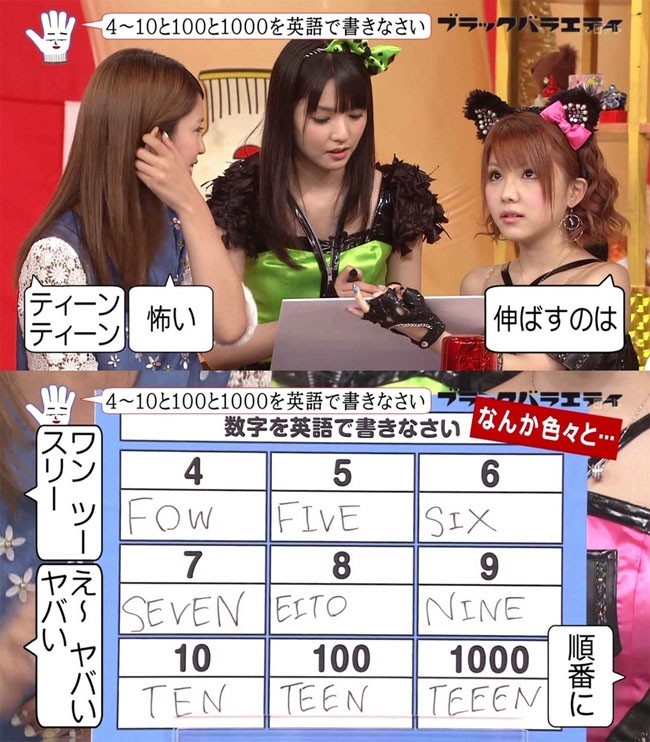 4〜10と100と1000を英語で書きなさい
ブラックバラエティ
ティーン
ティーン
怖い
伸ばすのは
4〜10と100と1000を英語で書きなさい
ブラックバラエティ
数字を英語で書きなさい
なんか色々と…
ワン ツー
スリー
4 5 6
FOW FIVE SIX
7 8 9
SEVEN EITO NINE
え〜 ヤバい
ヤバい
10 100 1000
TEN TEEN TEEEN
順番に